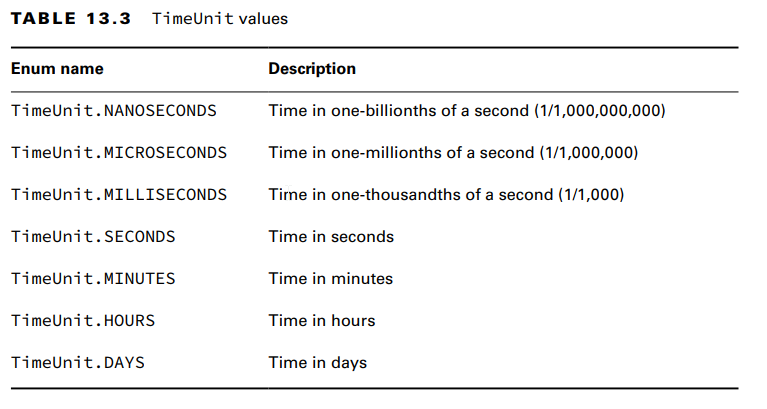 TABLE 13.3 TimeUnit values
Enum name Description
TimeUnit.NANOSECONDS Time in one-billionths of a second (1/1,000,000,000)
TimeUnit.MICROSECONDS Time in one-millionths of a second (1/1,000,000)
TimeUnit.MILLISECONDS Time in one-thousandths of a second (1/1,000)
TimeUnit.SECONDS Time in seconds
TimeUnit.MINUTES Time in minutes
TimeUnit.HOURS Time in hours
TimeUnit.DAYS Time in days